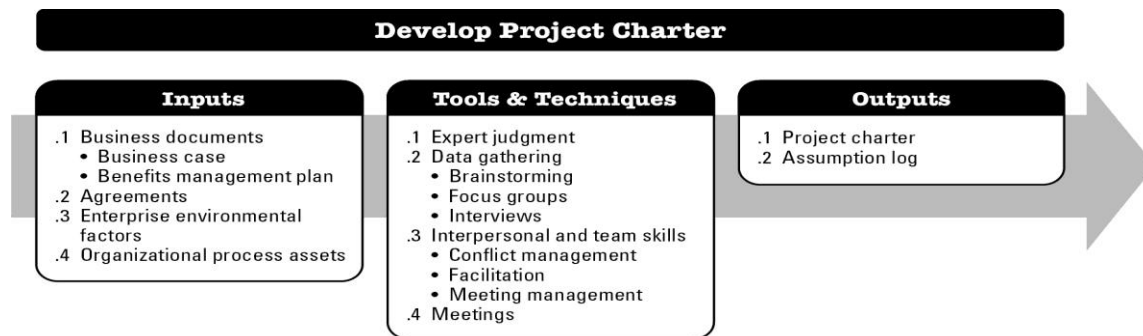 Develop Project Charter
Inputs
.1 Business documents
• Business case
• Benefits management plan
.2 Agreements
.3 Enterprise environmental
factors
.4 Organizational process assets
Tools & Techniques
.1 Expert judgment
.2 Data gathering
• Brainstorming
• Focus groups
• Interviews
.3 Interpersonal and team skills
• Conflict management
• Facilitation
• Meeting management
.4 Meetings
Outputs
.1 Project charter
.2 Assumption log